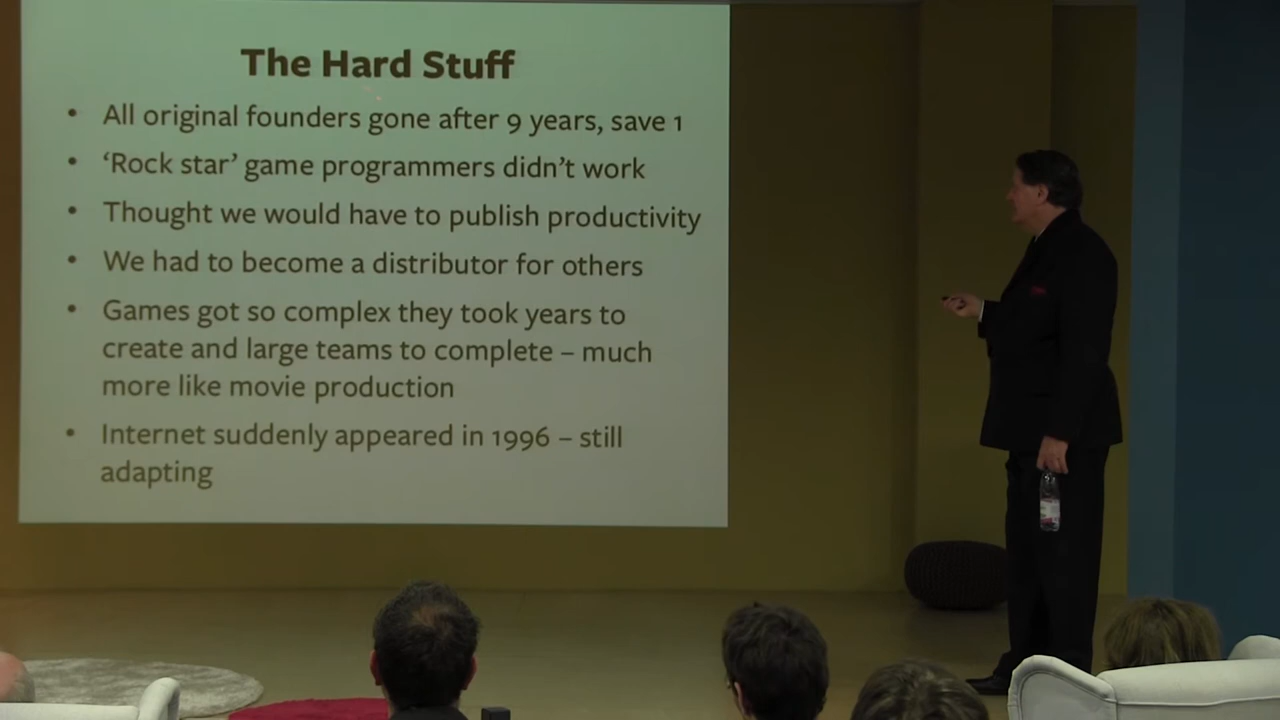 The Hard Stuff
• All original founders gone after 9 years, save 1
• ‘Rock star’ game programmers didn’t work
• Thought we would have to publish productivity
• We had to become a distributor for others
• Games got so complex they took years to
create and large teams to complete – much
more like movie production
• Internet suddenly appeared in 1996 – still
adapting